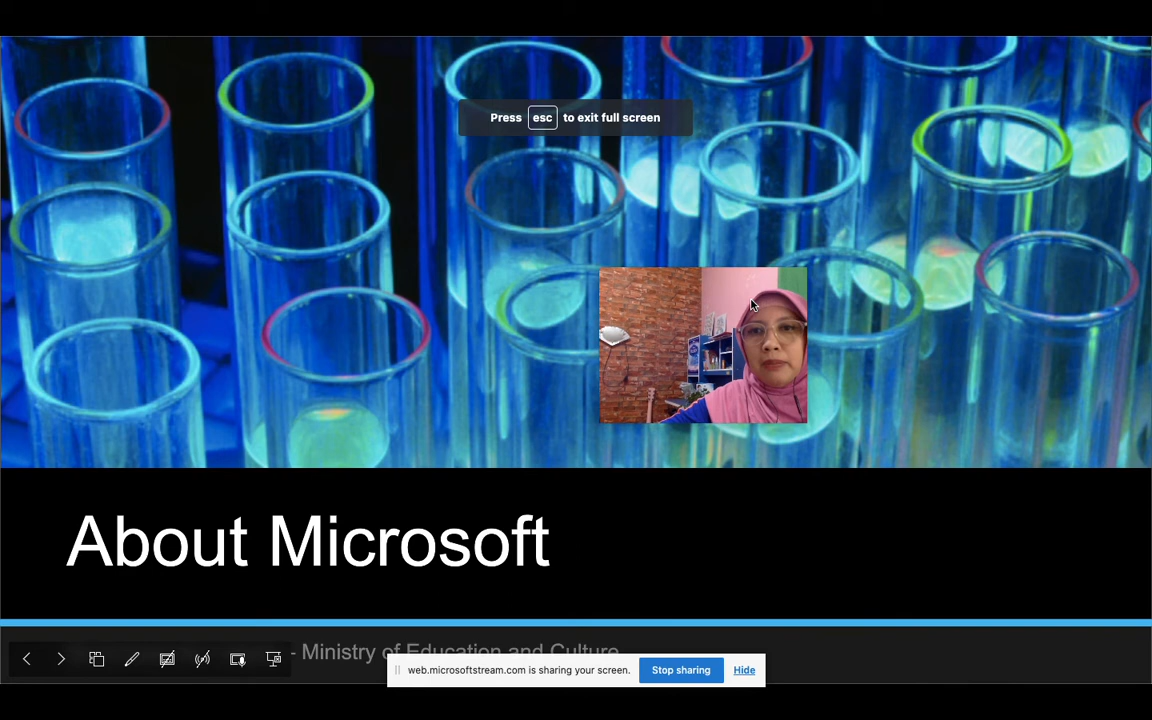 Press esc to exit full screen
About Microsoft
- Ministry of Education and Culture
web.microsoftstream.com is sharing your screen.
Stop sharing
Hide